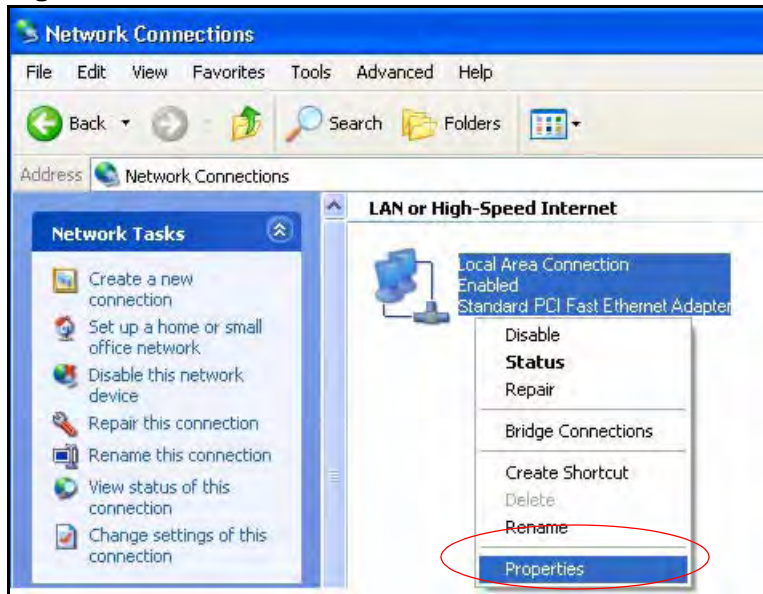 Network Connections
File Edit View Favorites Tools Advanced Help
Back Search Folders
Address Network Connections
Network Tasks
Create a new
connection
Set up a home or small
office network
Disable this network
device
Repair this connection
Rename this connection
View status of this
connection
Change settings of this
connection
LAN or High-Speed Internet
Local Area Connection
Enabled
Standard PCI Fast Ethernet Adapter
Disable
Status
Repair
Bridge Connections
Create Shortcut
Delete
Rename
Properties